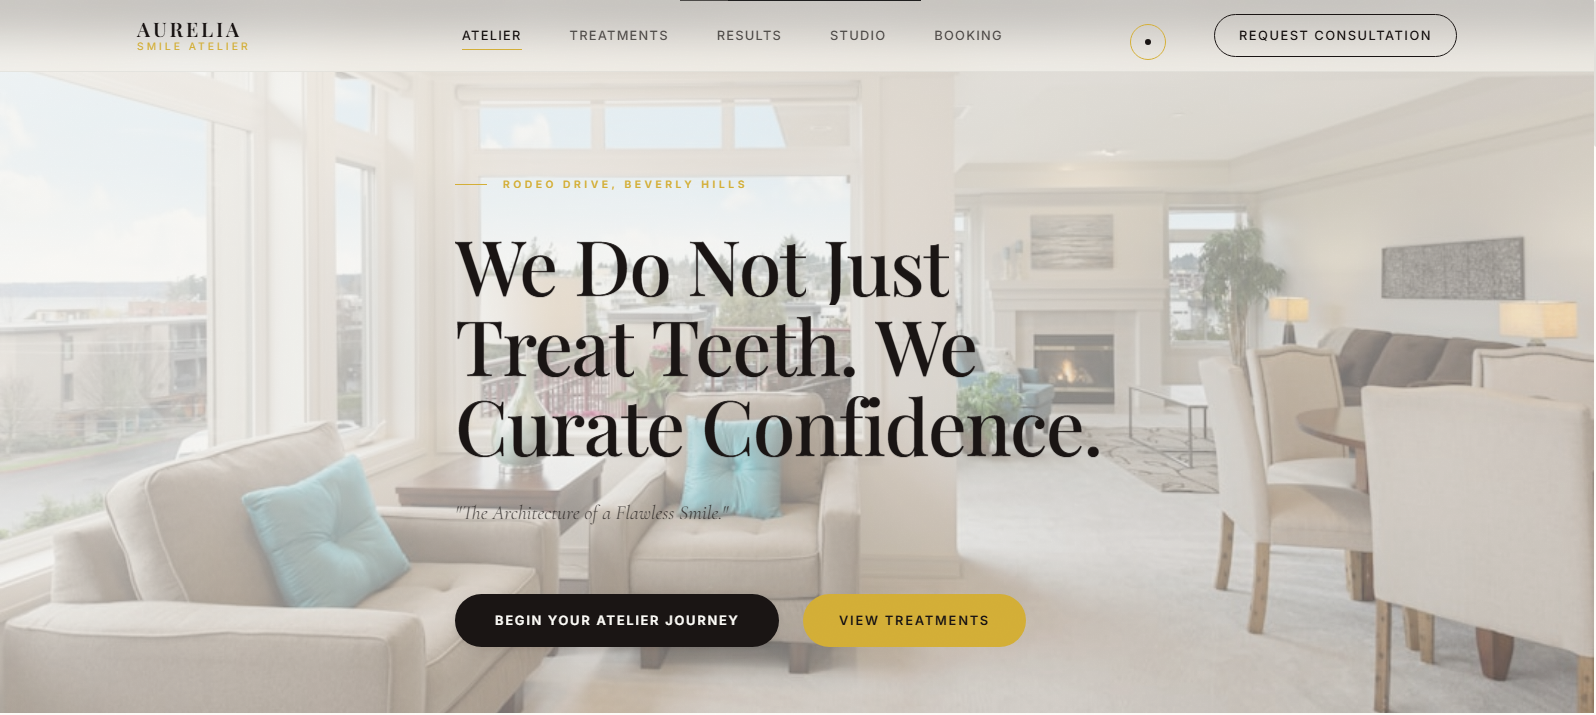 AURELIA
SMILE ATELIER
ATELIER
TREATMENTS
RESULTS
STUDIO
BOOKING
REQUEST CONSULTATION
RODEO DRIVE, BEVERLY HILLS
We Do Not Just
Treat Teeth. We
Curate Confidence.
"The Architecture of a Flawless Smile."
BEGIN YOUR ATELIER JOURNEY
VIEW TREATMENTS